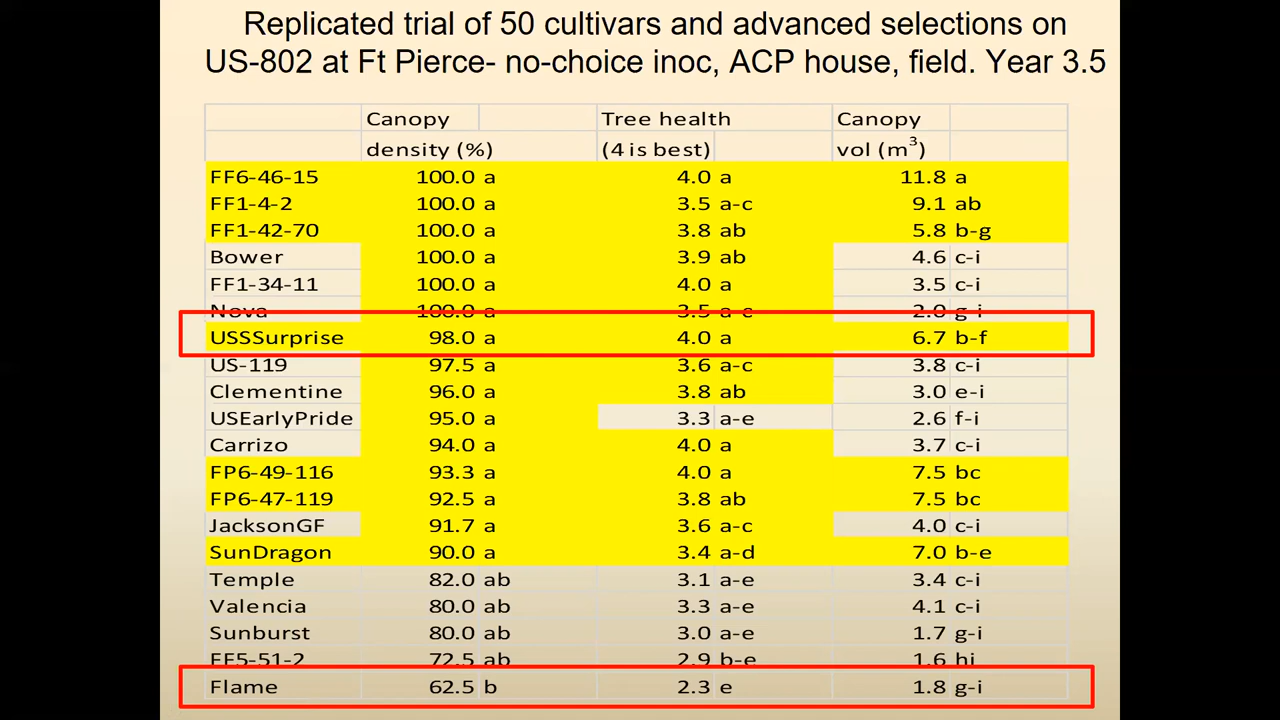 Replicated trial of 50 cultivars and advanced selections on
US-802 at Ft Pierce- no-choice inoc, ACP house, field. Year 3.5
Canopy Tree health Canopy
density (%) (4 is best) vol (m³)
FF6-46-15 100.0 a 4.0 a 11.8 a
FF1-4-2 100.0 a 3.5 a-c 9.1 ab
FF1-42-70 100.0 a 3.8 ab 5.8 b-g
Bower 100.0 a 3.9 ab 4.6 c-i
FF1-34-11 100.0 a 4.0 a 3.5 c-i
Nova 100.0 a 3.5 a-c 2.0 g-i
USSSurprise 98.0 a 4.0 a 6.7 b-f
US-119 97.5 a 3.6 a-c 3.8 c-i
Clementine 96.0 a 3.8 ab 3.0 e-i
USEarlyPride 95.0 a 3.3 a-e 2.6 f-i
Carrizo 94.0 a 4.0 a 3.7 c-i
FP6-49-116 93.3 a 4.0 a 7.5 bc
FP6-47-119 92.5 a 3.8 ab 7.5 bc
JacksonGF 91.7 a 3.6 a-c 4.0 c-i
SunDragon 90.0 a 3.4 a-d 7.0 b-e
Temple 82.0 ab 3.1 a-e 3.4 c-i
Valencia 80.0 ab 3.3 a-e 4.1 c-i
Sunburst 80.0 ab 3.0 a-e 1.7 g-i
FF5-51-2 72.5 ab 2.9 b-e 1.6 hi
Flame 62.5 b 2.3 e 1.8 g-i